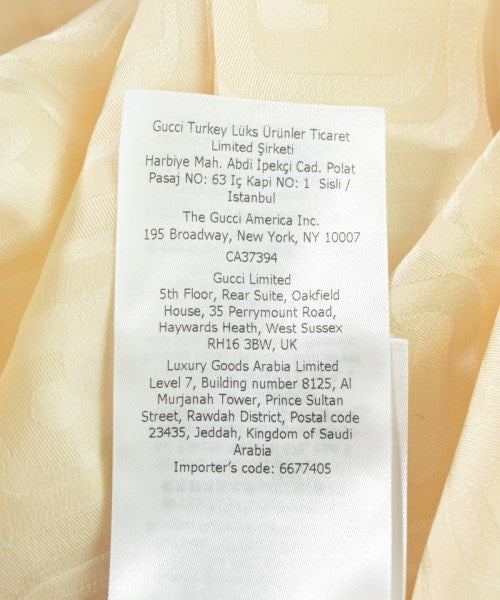 Gucci Turkey Lüks Ürünler Ticaret
Limited Şirketi
Harbiye Mah. Abdi İpekçi Cad. Polat
Pasaj NO: 63 Iç Kapi NO: 1 Sisli /
Istanbul
The Gucci America Inc.
195 Broadway, New York, NY 10007
CA37394
Gucci Limited
5th Floor, Rear Suite, Oakfield
House, 35 Perrymount Road,
Haywards Heath, West Sussex
RH16 3BW, UK
Luxury Goods Arabia Limited
Level 7, Building number 8125, Al
Murjanah Tower, Prince Sultan
Street, Rawdah District, Postal code
23435, Jeddah, Kingdom of Saudi
Arabia
Importer's code: 6677405